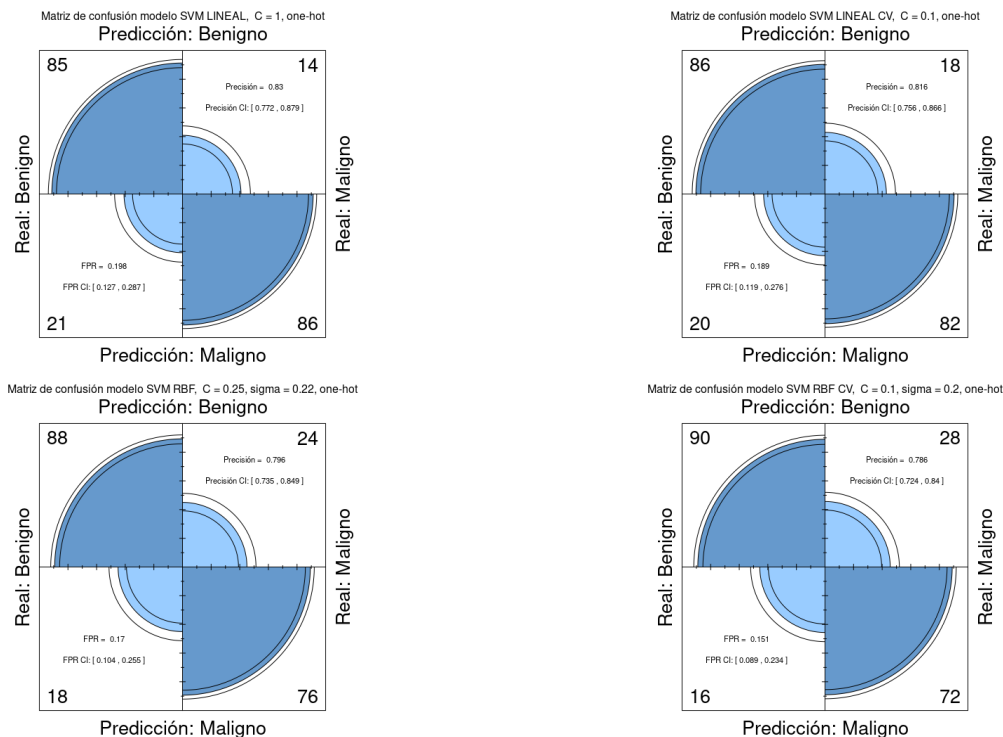 Matriz de confusión modelo SVM LINEAL, C = 1, one-hot
Predicción: Benigno
85
14
Precisión = 0.83
Precisión CI: [ 0.772 , 0.879 ]
Real: Benigno
Real: Maligno
FPR = 0.198
FPR CI: [ 0.127 , 0.287 ]
21
86
Predicción: Maligno
Matriz de confusión modelo SVM LINEAL CV, C = 0.1, one-hot
Predicción: Benigno
86
18
Precisión = 0.816
Precisión CI: [ 0.756 , 0.866 ]
Real: Benigno
Real: Maligno
FPR = 0.189
FPR CI: [ 0.119 , 0.276 ]
20
82
Predicción: Maligno
Matriz de confusión modelo SVM RBF, C = 0.25, sigma = 0.22, one-hot
Predicción: Benigno
88
24
Precisión = 0.796
Precisión CI: [ 0.735 , 0.849 ]
Real: Benigno
Real: Maligno
FPR = 0.17
FPR CI: [ 0.104 , 0.255 ]
18
76
Predicción: Maligno
Matriz de confusión modelo SVM RBF CV, C = 0.1, sigma = 0.2, one-hot
Predicción: Benigno
90
28
Precisión = 0.786
Precisión CI: [ 0.724 , 0.84 ]
Real: Benigno
Real: Maligno
FPR = 0.151
FPR CI: [ 0.089 , 0.234 ]
16
72
Predicción: Maligno